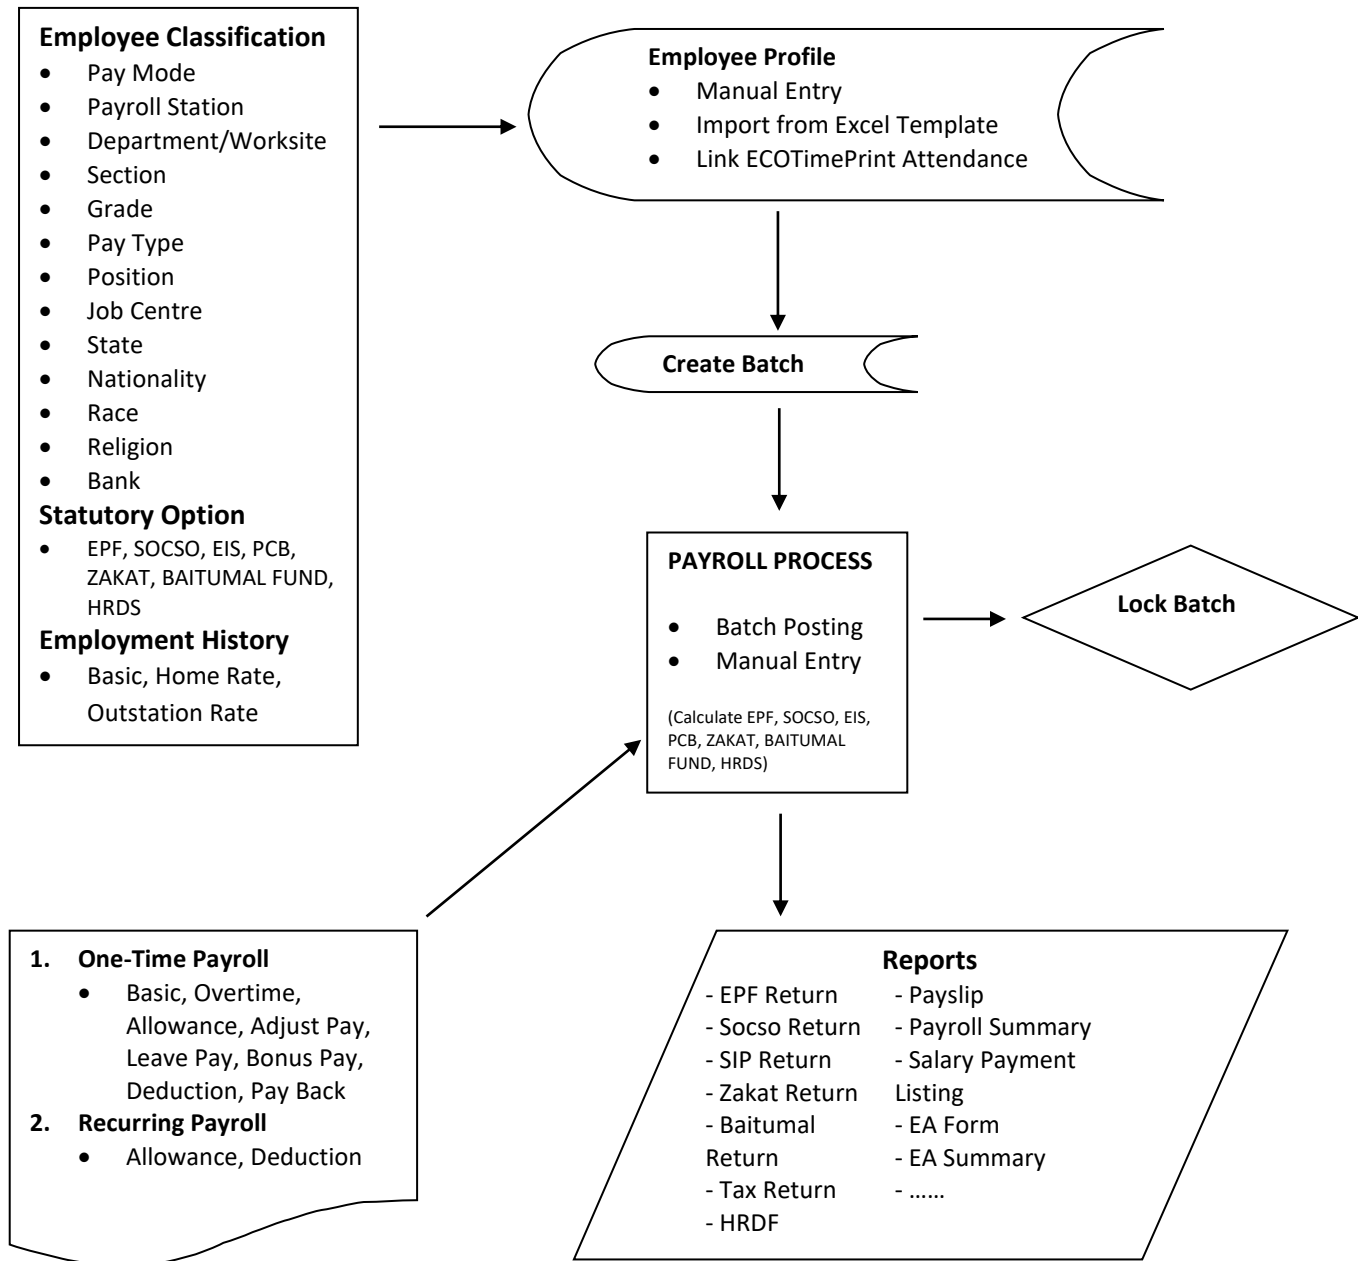 Employee Classification
• Pay Mode
• Payroll Station
• Department/Worksite
• Section
• Grade
• Pay Type
• Position
• Job Centre
• State
• Nationality
• Race
• Religion
• Bank
Statutory Option
• EPF, SOCSO, EIS, PCB,
ZAKAT, BAITUMAL FUND,
HRDS
Employment History
• Basic, Home Rate,
Outstation Rate
Employee Profile
• Manual Entry
• Import from Excel Template
• Link ECOTimePrint Attendance
Create Batch
PAYROLL PROCESS
• Batch Posting
• Manual Entry
(Calculate EPF, SOCSO, EIS,
PCB, ZAKAT, BAITUMAL
FUND, HRDS)
Lock Batch
1. One-Time Payroll
• Basic, Overtime,
Allowance, Adjust Pay,
Leave Pay, Bonus Pay,
Deduction, Pay Back
2. Recurring Payroll
• Allowance, Deduction
Reports
- EPF Return
- Socso Return
- SIP Return
- Zakat Return
- Baitumal
Return
- Tax Return
- HRDF
- Payslip
- Payroll Summary
- Salary Payment
Listing
- EA Form
- EA Summary
- ......